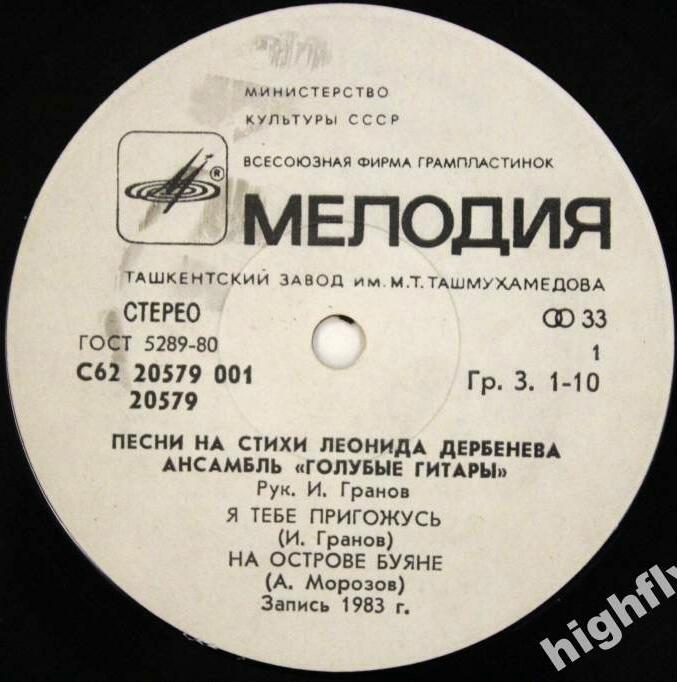 МИНИСТЕРСТВО
КУЛЬТУРЫ СССР
ВСЕСОЮЗНАЯ ФИРМА ГРАМПЛАСТИНОК
®
МЕЛОДИЯ
ТАШКЕНТСКИЙ ЗАВОД ИМ. М.Т. ТАШМУХАМЕДОВА
СТЕРЕО
ГОСТ 5289-80
С62 20579 001
20579
33
1
Гр. 3. 1-10
ПЕСНИ НА СТИХИ ЛЕОНИДА ДЕРБЕНЕВА
АНСАМБЛЬ «ГОЛУБЫЕ ГИТАРЫ»
Рук. И. Гранов
Я ТЕБЕ ПРИГОЖУСЬ
(И. Гранов)
НА ОСТРОВЕ БУЯНЕ
(А. Морозов)
Запись 1983 г.
highfly